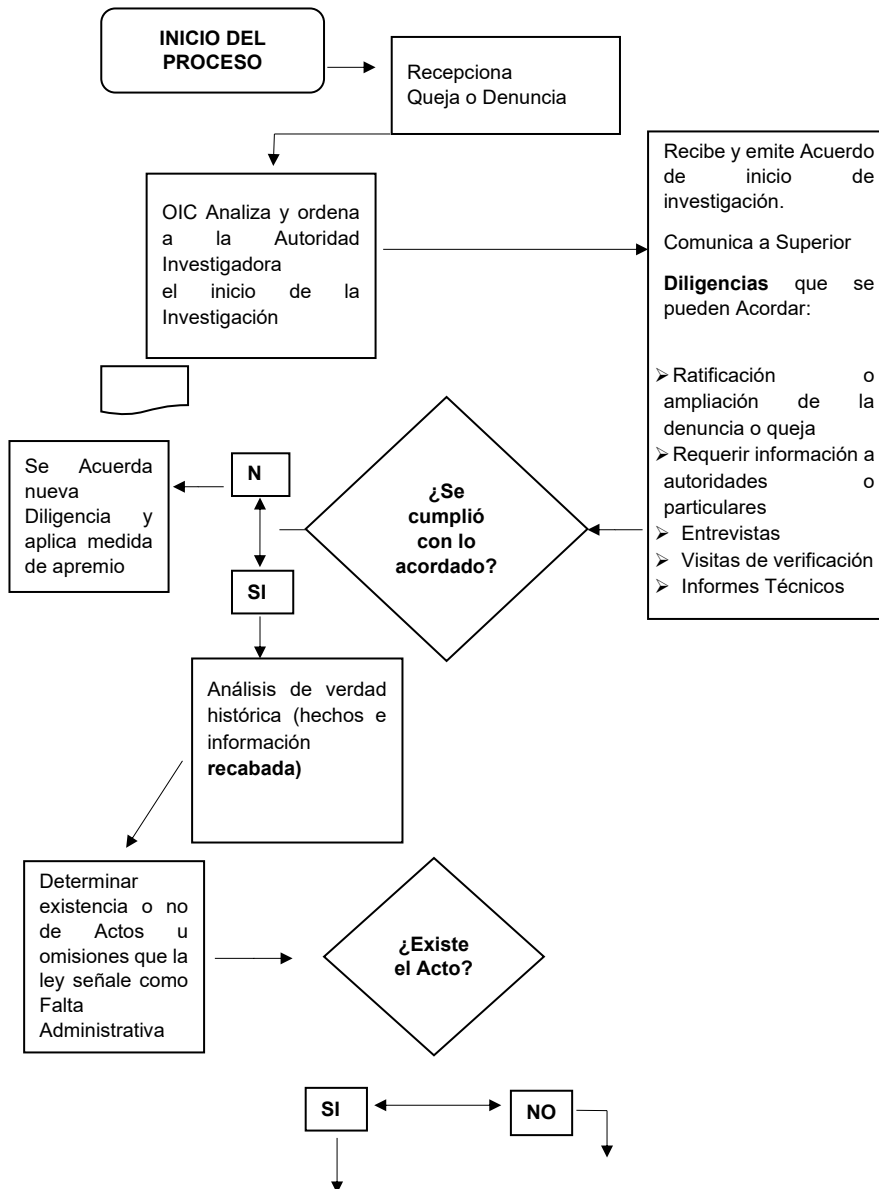 INICIO DEL
PROCESO
Recepciona
Queja o Denuncia
OIC Analiza y ordena
a la Autoridad
Investigadora
el inicio de la
Investigación
Recibe y emite Acuerdo
de inicio de
investigación.
Comunica a Superior
Diligencias que se
pueden Acordar:
➢ Ratificación o
ampliación de la
denuncia o queja
➢ Requerir información a
autoridades o
particulares
➢ Entrevistas
➢ Visitas de verificación
➢ Informes Técnicos
¿Se
cumplió
con lo
acordado?
N
Se Acuerda
nueva
Diligencia y
aplica medida
de apremio
SI
Análisis de verdad
histórica (hechos e
información
recabada)
Determinar
existencia o no
de Actos u
omisiones que la
ley señale como
Falta
Administrativa
¿Existe
el Acto?
SI
NO